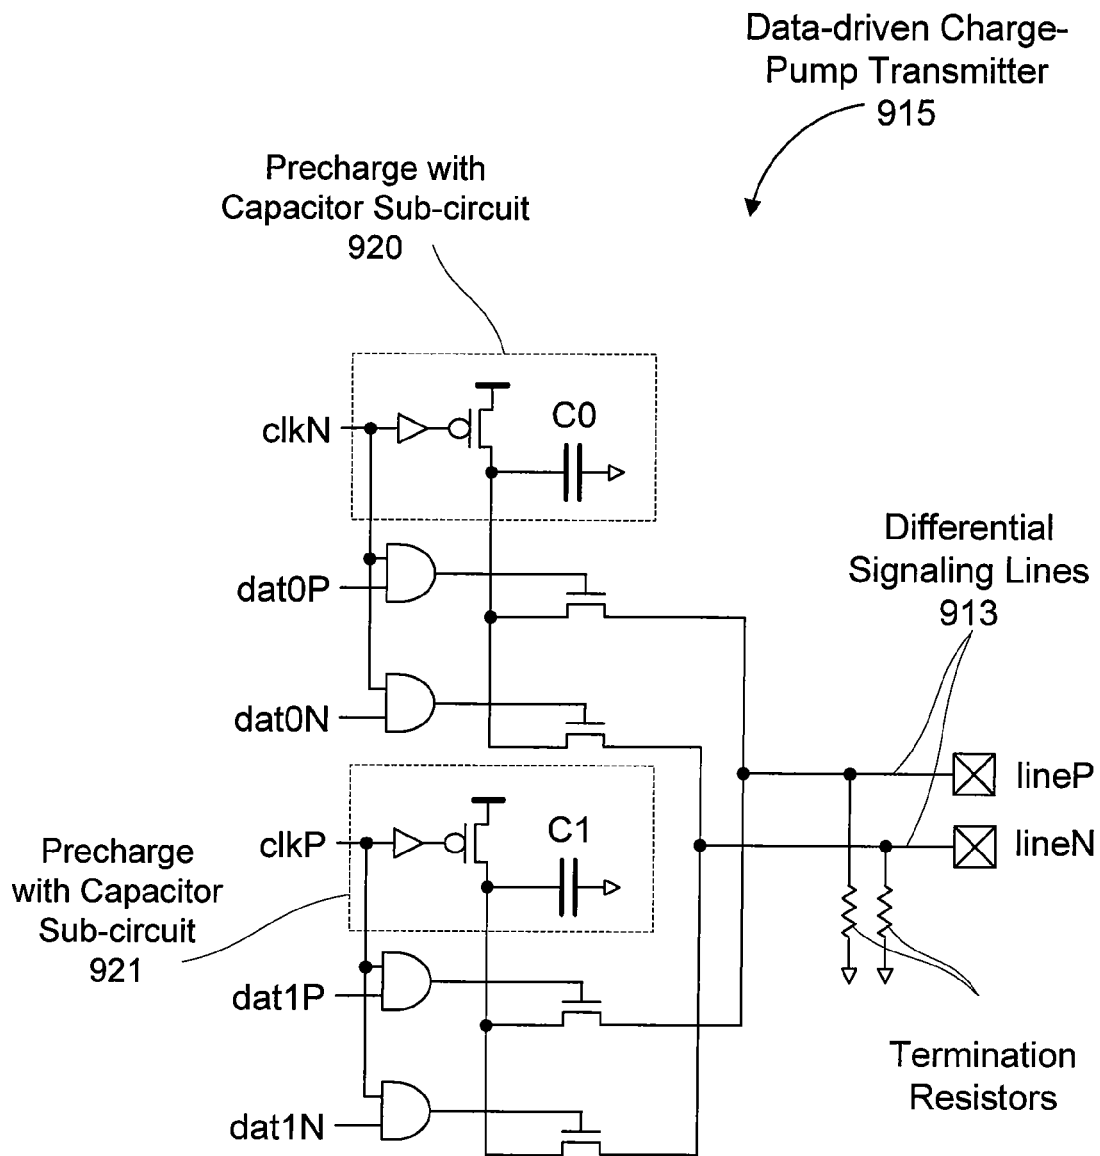 Data-driven Charge-
Pump Transmitter
915
Precharge with
Capacitor Sub-circuit
920
clkN
C0
dat0P
dat0N
Differential
Signaling Lines
913
lineP
lineN
clkP
C1
Precharge
with Capacitor
Sub-circuit
921
dat1P
dat1N
Termination
Resistors